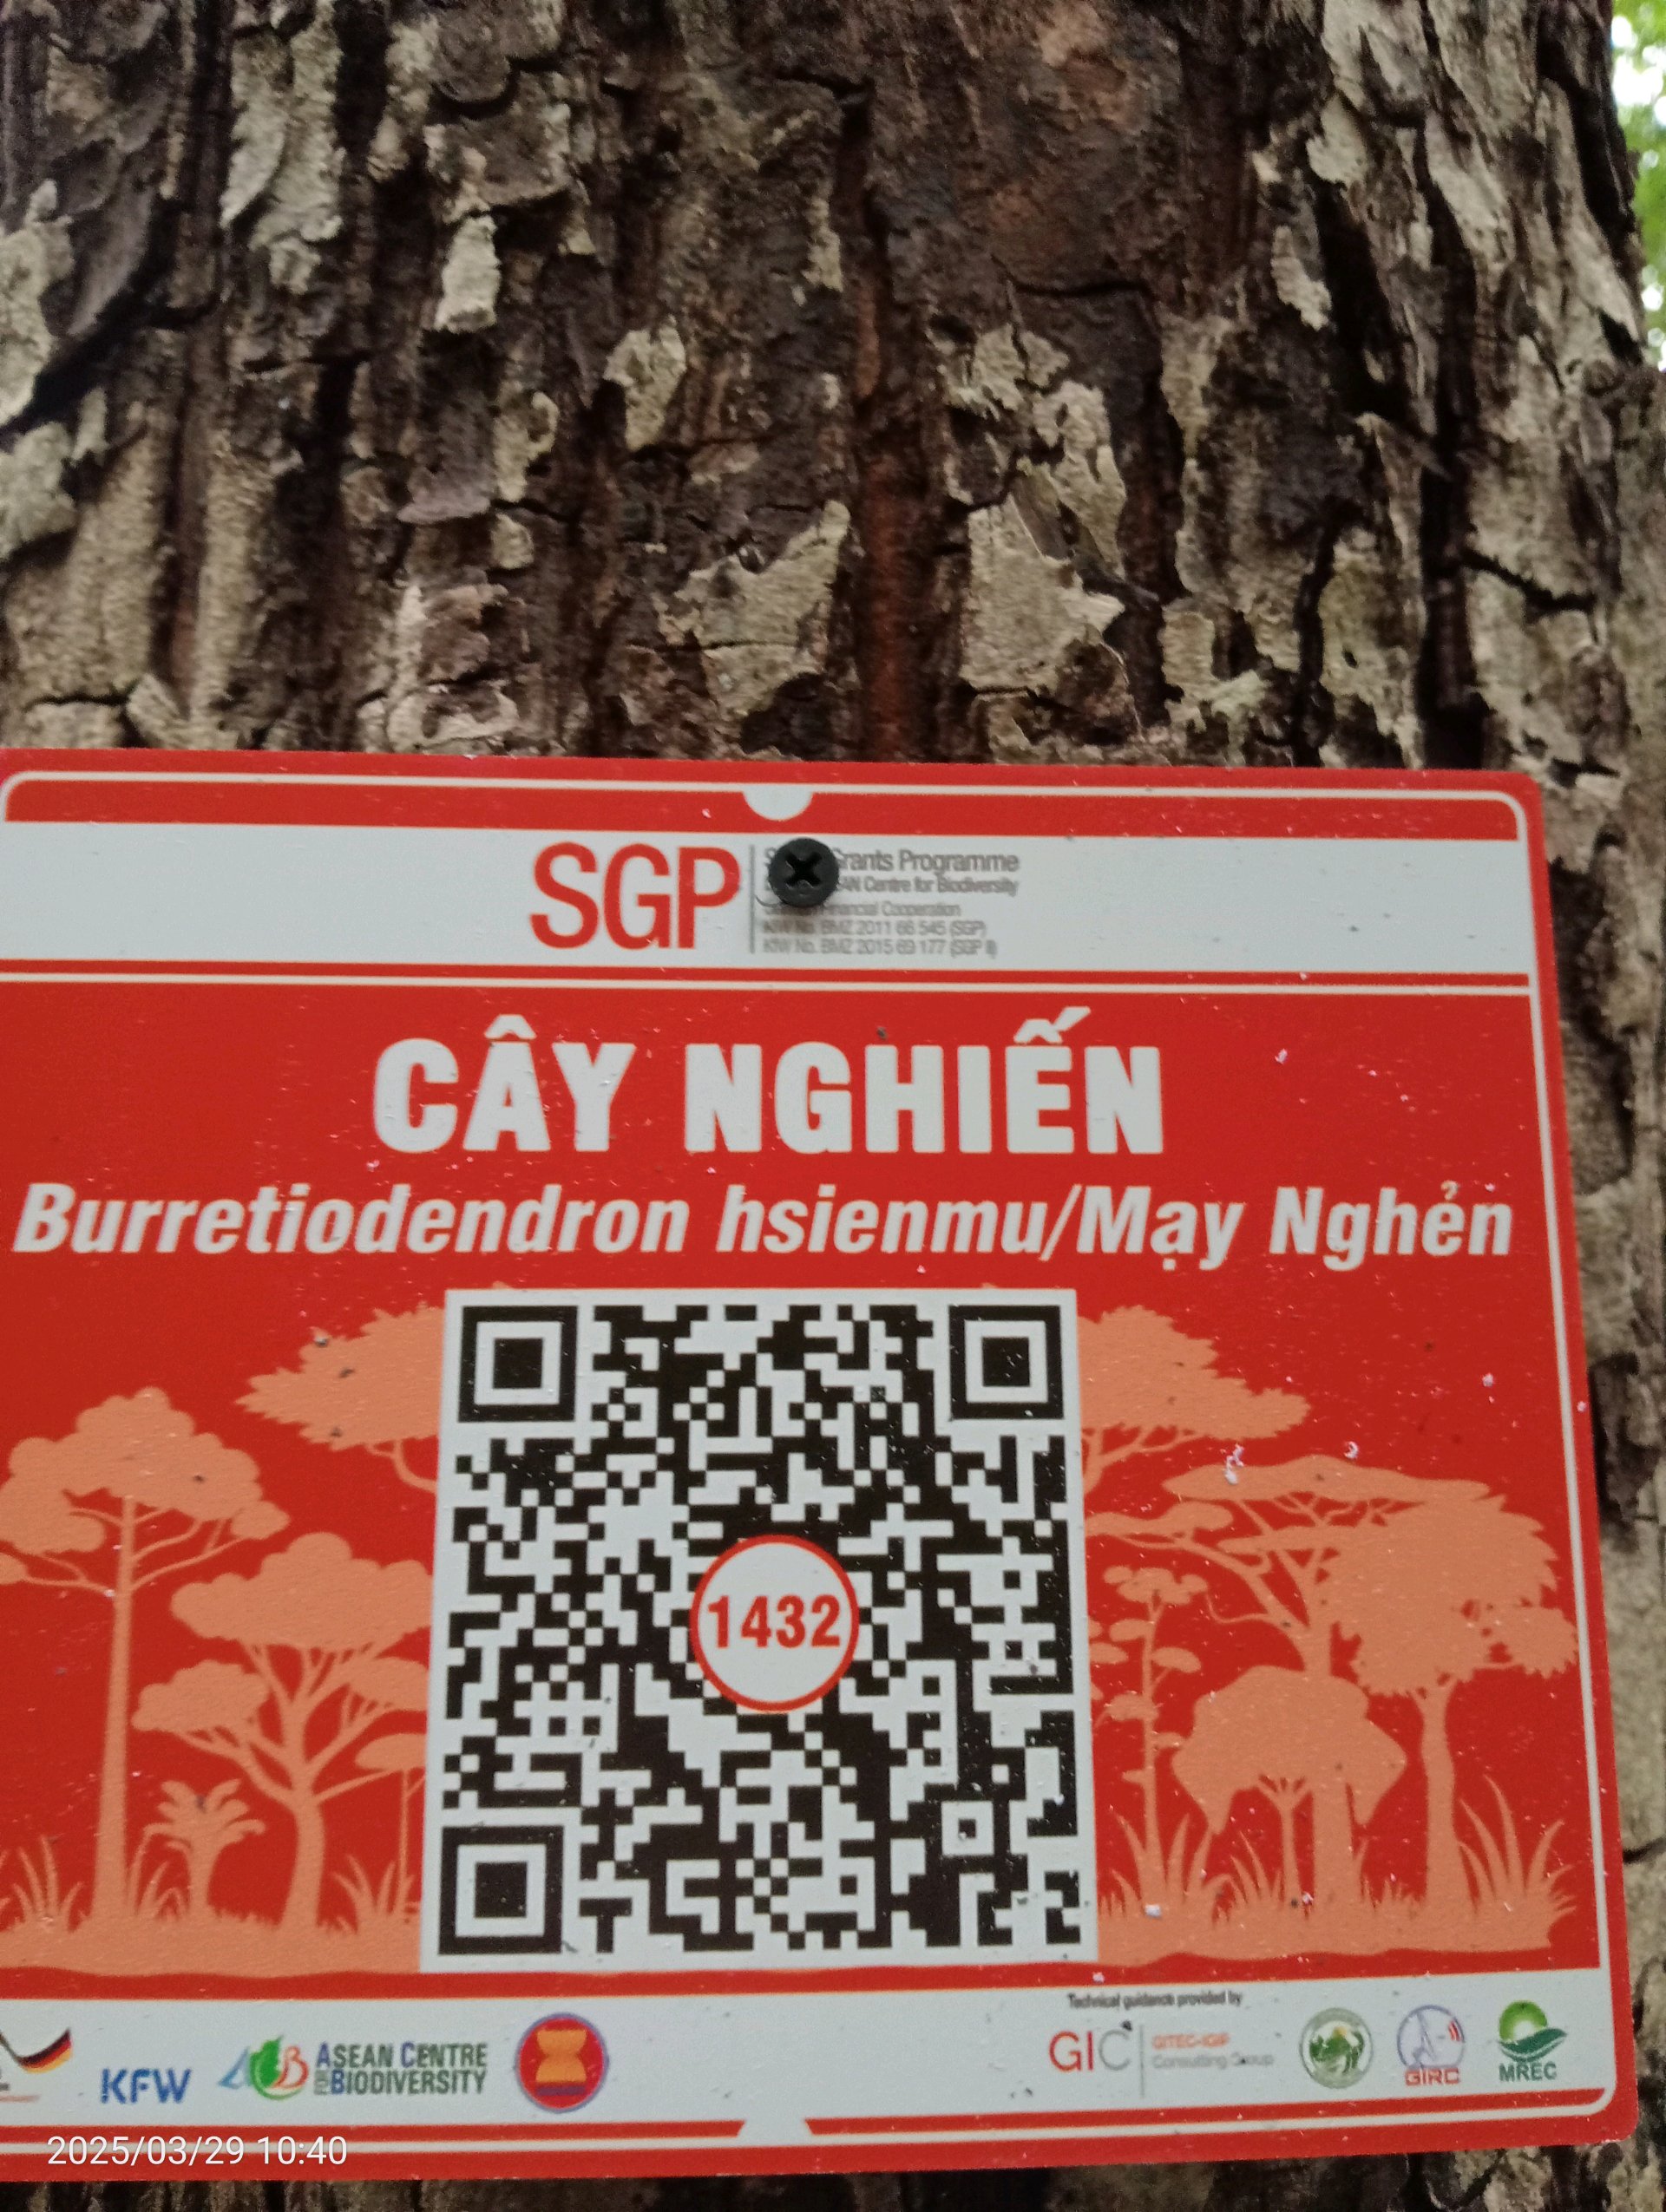 SGP
Grants Programme
Centre for Biodiversity
Financial Cooperation
KfW No. BMZ 2011 66 545 (SGP)
KfW No. BMZ 2015 69 177 (SGP II)
CÂY NGHIẾN
Burretiodendron hsienmu/Mạy Nghẻn
1432
Technical guidance provided by
KFW
ACB
ASEAN CENTRE
FOR BIODIVERSITY
GIC
GITEC-IGIP
Consulting Group
GIRC
MREC
2025/03/29 10:40